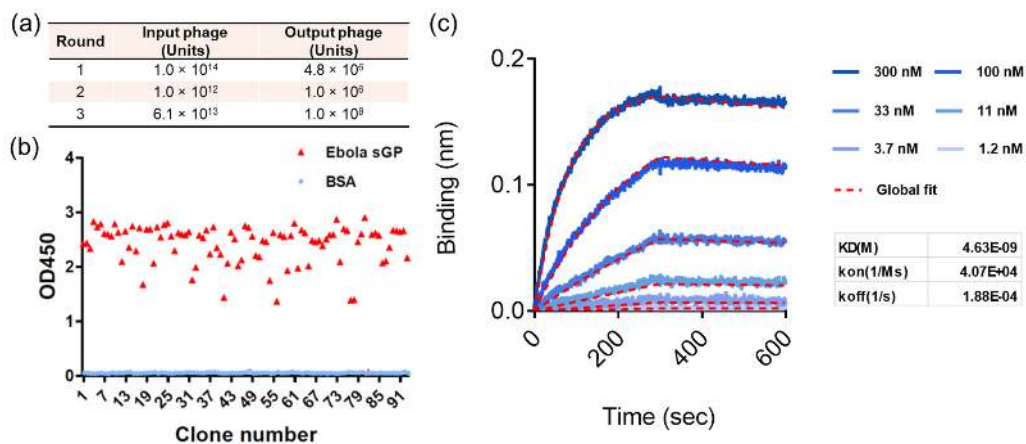 (a)
Round Input phage (Units) Output phage (Units)
1 1.0 × 10¹⁴ 4.8 × 10⁶
2 1.0 × 10¹² 1.0 × 10⁶
3 6.1 × 10¹³ 1.0 × 10⁸
(b)
4
3
2
1
0
OD450
Ebola sGP
BSA
1 7 13 19 25 31 37 43 49 55 61 67 73 79 85 91
Clone number
(c)
0.2
0.1
0.0
Binding (nm)
0 200 400 600
Time (sec)
300 nM 100 nM
33 nM 11 nM
3.7 nM 1.2 nM
Global fit
KD(M) 4.63E-09
kon(1/Ms) 4.07E+04
koff(1/s) 1.88E-04